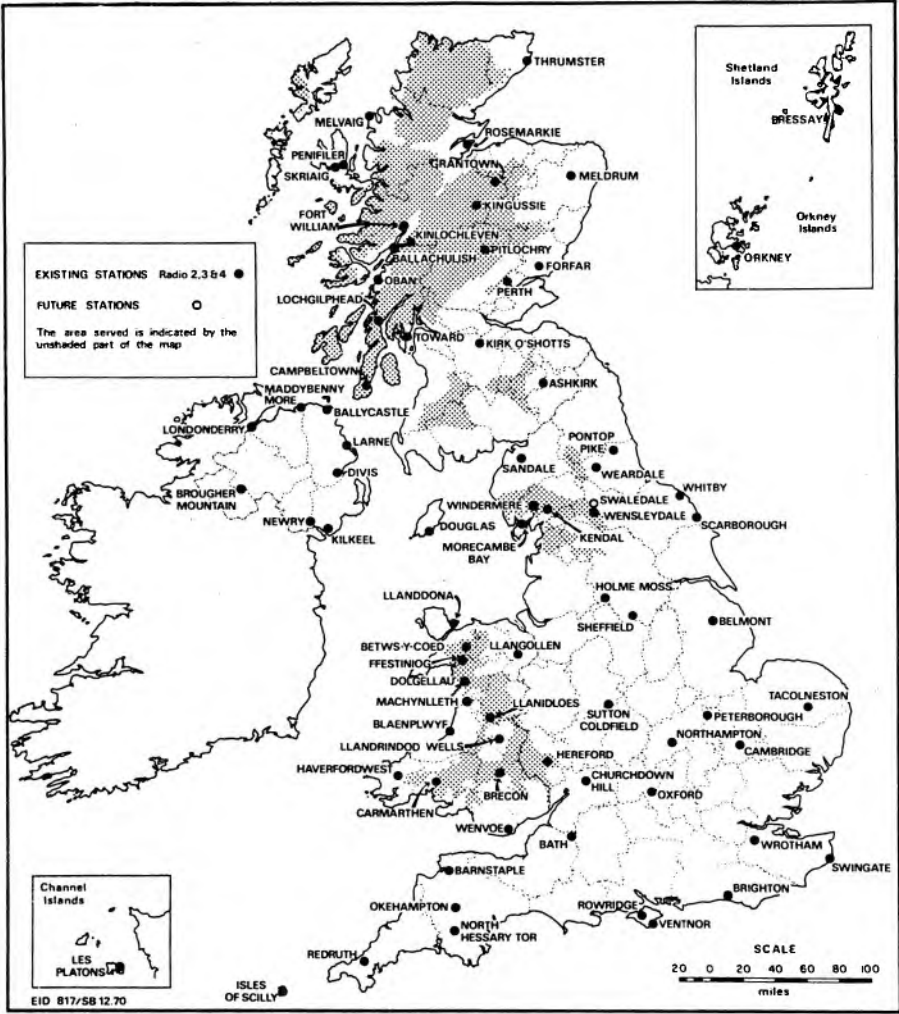 THRUMSTER
Shetland
Islands
BRESSAY
Orkney
Islands
ORKNEY
MELVAIG
ROSEMARKIE
PENIFILER
SKRIAIG
GRANTOWN
MELDRUM
KINGUSSIE
FORT
WILLIAM
KINLOCHLEVEN
BALLACHULISH
PITLOCHRY
FORFAR
OBAN
PERTH
LOCHGILPHEAD
TOWARD
KIRK O'SHOTTS
EXISTING STATIONS Radio 2,3&4
FUTURE STATIONS
The area served is indicated by the
unshaded part of the map
CAMPBELTOWN
ASHKIRK
MADDYBENNY
MORE
BALLYCASTLE
LONDONDERRY
LARNE
PONTOP
PIKE
SANDALE
WEARDALE
DIVIS
WHITBY
BROUGHER
MOUNTAIN
WINDERMERE
SWALEDALE
WENSLEYDALE
NEWRY
DOUGLAS
KENDAL
SCARBOROUGH
KILKEEL
MORECAMBE
BAY
HOLME MOSS
LLANDDONA
SHEFFIELD
BELMONT
BETWS-Y-COED
LLANGOLLEN
FFESTINIOG
DOLGELLAU
MACHYNLLETH
LLANIDLOES
SUTTON
COLDFIELD
TACOLNESTON
PETERBOROUGH
BLAENPLWYF
NORTHAMPTON
LLANDRINDOD WELLS
HEREFORD
CAMBRIDGE
HAVERFORDWEST
CHURCHDOWN
HILL
BRECON
OXFORD
CARMARTHEN
WENVOE
BATH
WROTHAM
SWINGATE
BARNSTAPLE
Channel
Islands
BRIGHTON
OKEHAMPTON
ROWRIDGE
VENTNOR
NORTH
HESSARY TOR
LES
PLATONS
REDRUTH
SCALE
20 0 20 40 60 80 100
miles
ISLES
OF SCILLY
EID 817/SB 12.70